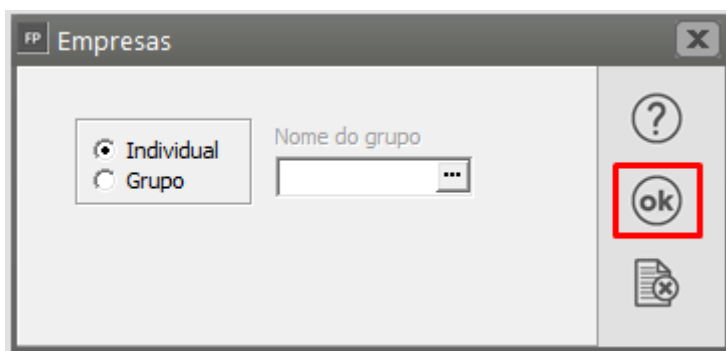 FP Empresas
Individual
Grupo
Nome do grupo
...
?
ok